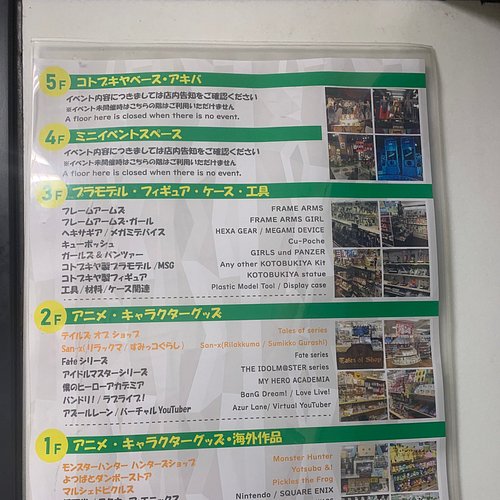 5F コトブキヤベース・アキバ
イベント内容につきましては店内告知をご確認ください
※イベント未開催時はこちらの階はご利用いただけません
A floor here is closed when there is no event.
4F ミニイベントスペース
イベント内容につきましては店内告知をご確認ください
※イベント未開催時はこちらの階はご利用いただけません
A floor here is closed when there is no event.
3F プラモデル・フィギュア・ケース・工具
フレームアームズ FRAME ARMS
フレームアームズ・ガール FRAME ARMS GIRL
ヘキサギア / メガミデバイス HEXA GEAR / MEGAMI DEVICE
キューポッシュ Cu-Poche
ガールズ & パンツァー GIRLS und PANZER
コトブキヤ製プラモデル /MSG Any other KOTOBUKIYA Kit
コトブキヤ製フィギュア KOTOBUKIYA statue
工具 / 材料 / ケース関連 Plastic Model Tool / Display case
2F アニメ・キャラクターグッズ
テイルズ オブ ショップ Tales of series
San-x(リラックマ / すみっコぐらし) San-x(Rilakkuma / Sumikko Gurashi)
Fate シリーズ Fate series
アイドルマスターシリーズ THE IDOLM@STER series
僕のヒーローアカデミア MY HERO ACADEMIA
バンドリ! / ラブライブ! BanG Dream! / Love Live!
アズールレーン / バーチャル YouTuber Azur Lane/ Virtual YouTuber
Tales of Shop
1F アニメ・キャラクターグッズ・海外作品
モンスターハンター ハンターズショップ Monster Hunter
よつばとダンボーストア Yotsuba &!
マルシェドピクルス Pickles the Frog
Nintendo / SQUARE ENIX